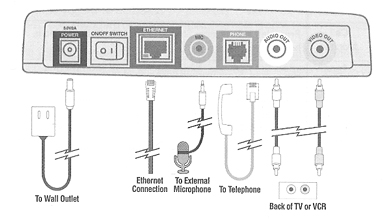 POWER
ON/OFF SWITCH
ETHERNET
MIC
PHONE
AUDIO OUT
VIDEO OUT
To Wall Outlet
Ethernet
Connection
To External
Microphone
To Telephone
Back of TV or VCR